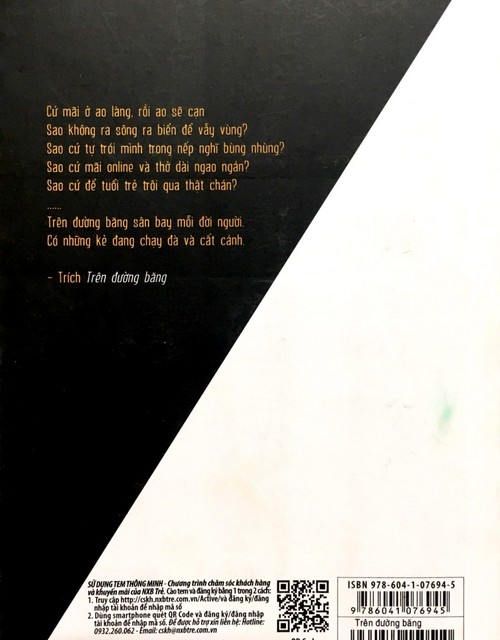 Cứ mãi ở ao làng, rồi ao sẽ cạn
Sao không ra sông ra biển để vẫy vùng?
Sao cứ tự trói mình trong nếp nghĩ bùng nhùng?
Sao cứ mãi online và thở dài ngao ngán?
Sao cứ để tuổi trẻ trôi qua thật chán?
......
Trên đường băng sân bay mỗi đời người.
Có những kẻ đang chạy đà và cất cánh.
- Trích Trên đường băng
SỬ DỤNG TEM THÔNG MINH - Chương trình chăm sóc khách hàng
và khuyến mãi của NXB Trẻ. Cào tem và đăng ký bằng 1 trong 2 cách:
1. Truy cập http://cskh.nxbtre.com.vn/Active/và đăng ký/đăng
nhập tài khoản để nhập mã số
2. Dùng smartphone quét QR Code và đăng ký/đăng nhập
tài khoản để nhập mã số. Để được hỗ trợ xin liên hệ: Hotline:
0932.260.062 - Email: cskh@nxbtre.com.vn
ISBN 978-604-1-07694-5
9 786041 076945
Trên đường băng